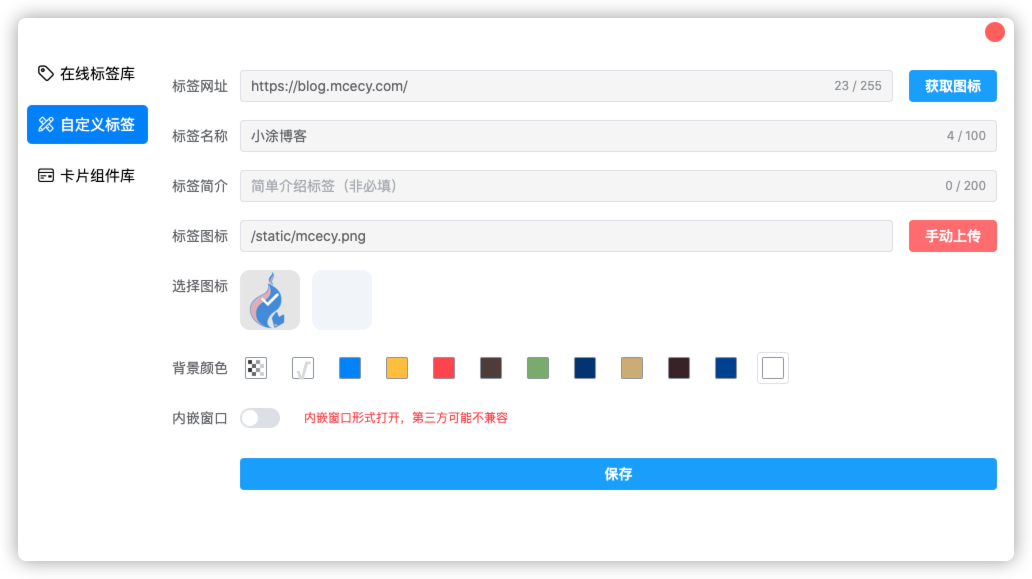 在线标签库
自定义标签
卡片组件库
标签网址 https://blog.mcecy.com/ 23 / 255 获取图标
标签名称 小涂博客 4 / 100
标签简介 简单介绍标签（非必填） 0 / 200
标签图标 /static/mcecy.png 手动上传
选择图标
背景颜色
内嵌窗口 内嵌窗口形式打开，第三方可能不兼容
保存